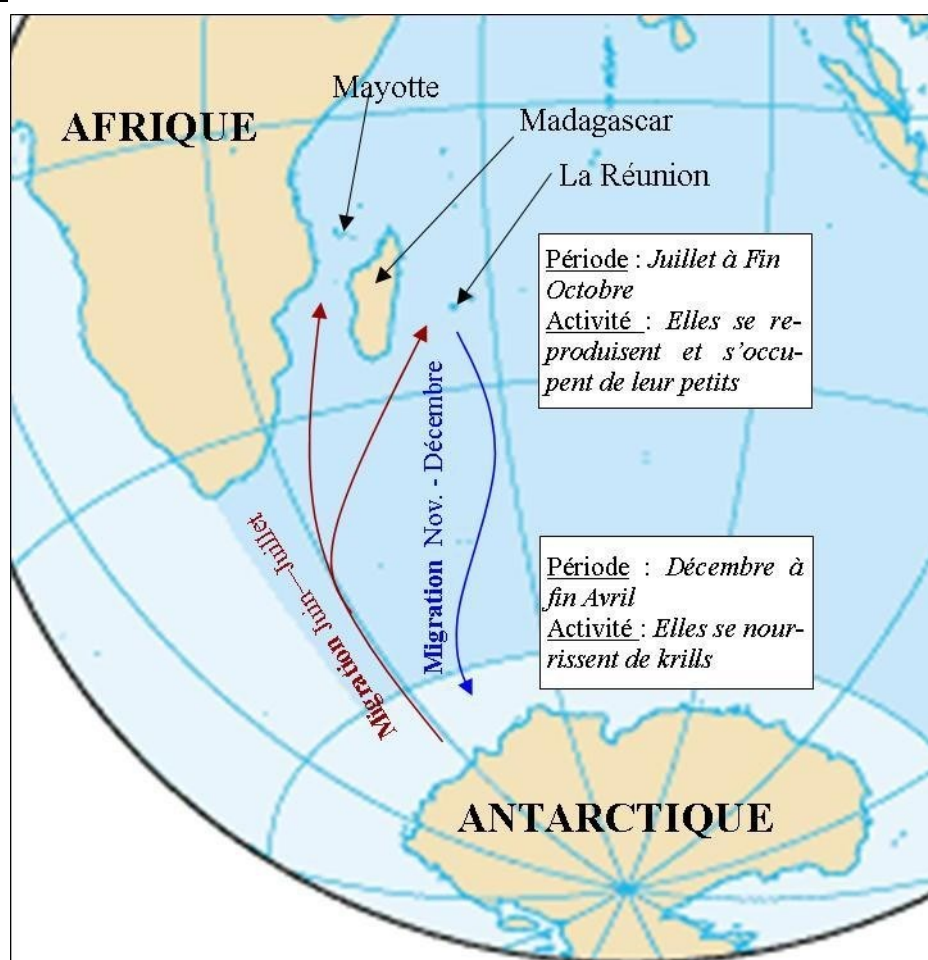 Mayotte
AFRIQUE
Madagascar
La Réunion
Période : Juillet à Fin
Octobre
Activité : Elles se re-
produisent et s’occu-
pent de leur petits
Migration Nov. - Décembre
Migration Juin—Juillet
Période : Décembre à
fin Avril
Activité : Elles se nour-
rissent de krills
ANTARCTIQUE